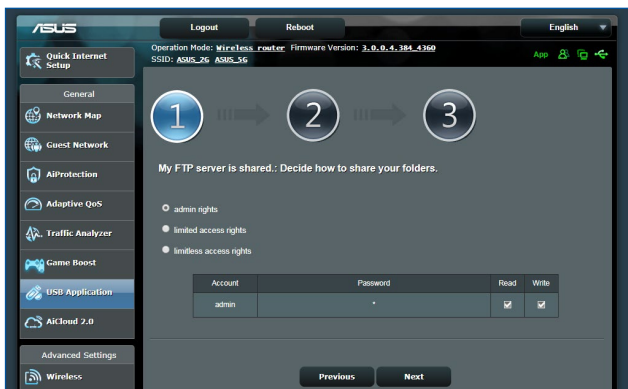 ASUS
Logout
Reboot
English
Operation Mode: Wireless router Firmware Version: 3.0.0.4.384_4360
SSID: ASUS_2G ASUS_5G
App
Quick Internet
Setup
General
Network Map
Guest Network
AiProtection
Adaptive QoS
Traffic Analyzer
Game Boost
USB Application
AiCloud 2.0
Advanced Settings
Wireless
1
2
3
My FTP server is shared.: Decide how to share your folders.
admin rights
limited access rights
limitless access rights
Account Password Read Write
admin *
Previous Next